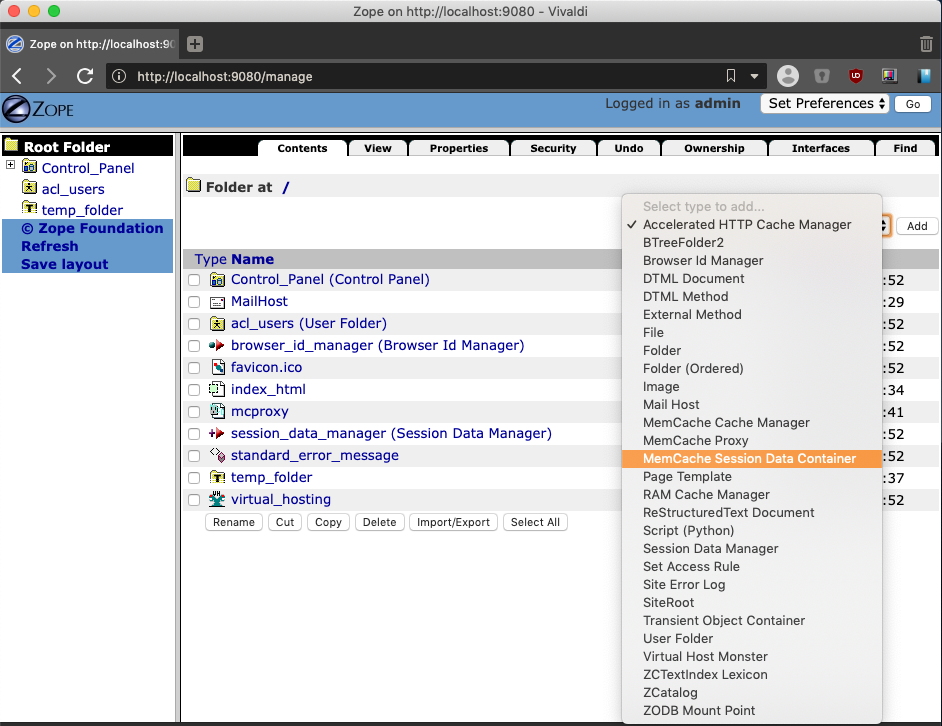 Zope on http://localhost:9080 - Vivaldi
Zope on http://localhost:90
http://localhost:9080/manage
ZOPE
Logged in as admin
Set Preferences
Go
Root Folder
Control_Panel
acl_users
temp_folder
© Zope Foundation
Refresh
Save layout
Contents View Properties Security Undo Ownership Interfaces Find
Folder at /
Select type to add...
✓ Accelerated HTTP Cache Manager
BTreeFolder2
Browser Id Manager
DTML Document
DTML Method
External Method
File
Folder
Folder (Ordered)
Image
Mail Host
MemCache Cache Manager
MemCache Proxy
MemCache Session Data Container
Page Template
RAM Cache Manager
ReStructuredText Document
Script (Python)
Session Data Manager
Set Access Rule
Site Error Log
SiteRoot
Transient Object Container
User Folder
Virtual Host Monster
ZCTextIndex Lexicon
ZCatalog
ZODB Mount Point
Add
Type Name
Control_Panel (Control Panel) :52
MailHost :29
acl_users (User Folder) :52
browser_id_manager (Browser Id Manager) :52
favicon.ico :52
index_html :34
mcproxy :41
session_data_manager (Session Data Manager) :52
standard_error_message :52
temp_folder :37
virtual_hosting :52
Rename Cut Copy Delete Import/Export Select All